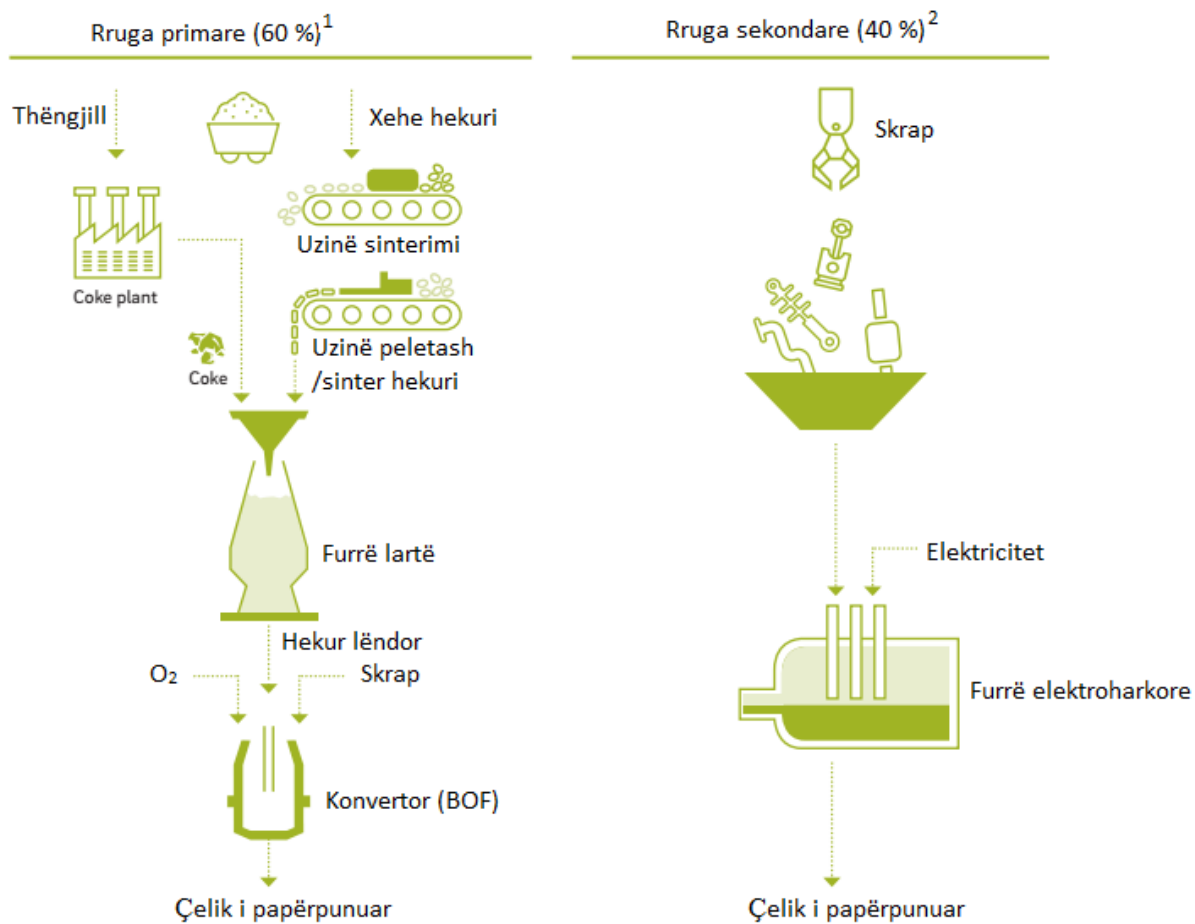 Rruga primare (60 %)1
Thëngjill
Xehe hekuri
Uzinë sinterimi
Coke plant
Uzinë peletash
/sinter hekuri
Coke
Furrë lartë
Hekur lëndor
O2
Skrap
Konvertor (BOF)
Çelik i papërpunuar
Rruga sekondare (40 %)2
Skrap
Elektricitet
Furrë elektroharkore
Çelik i papërpunuar